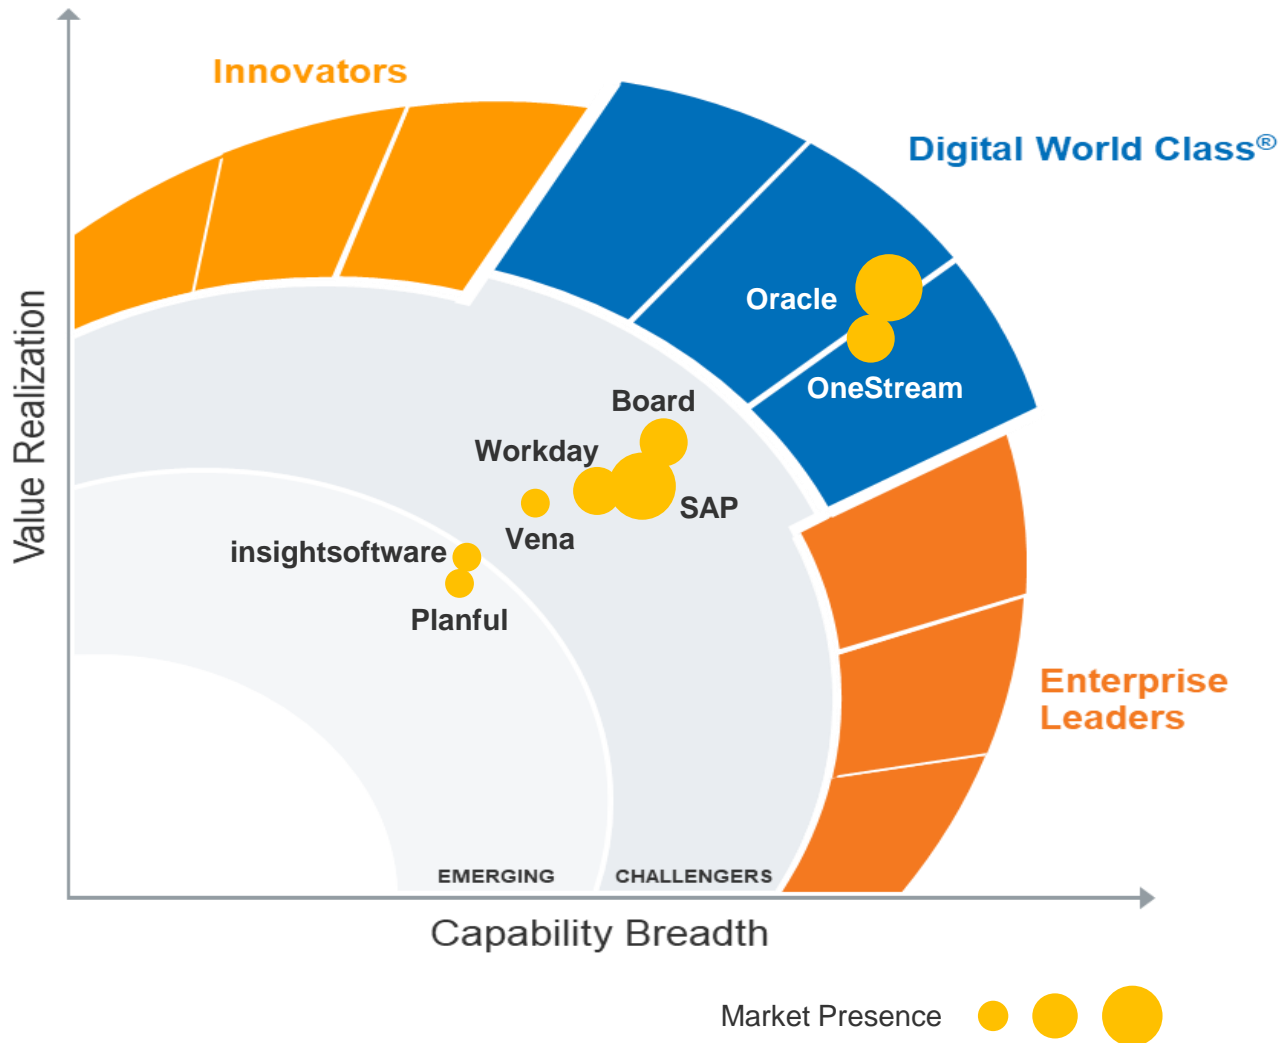 Innovators
Digital World Class®
Oracle
OneStream
Board
Workday
SAP
Vena
insightsoftware
Planful
Value Realization
Enterprise
Leaders
EMERGING
CHALLENGERS
Capability Breadth
Market Presence